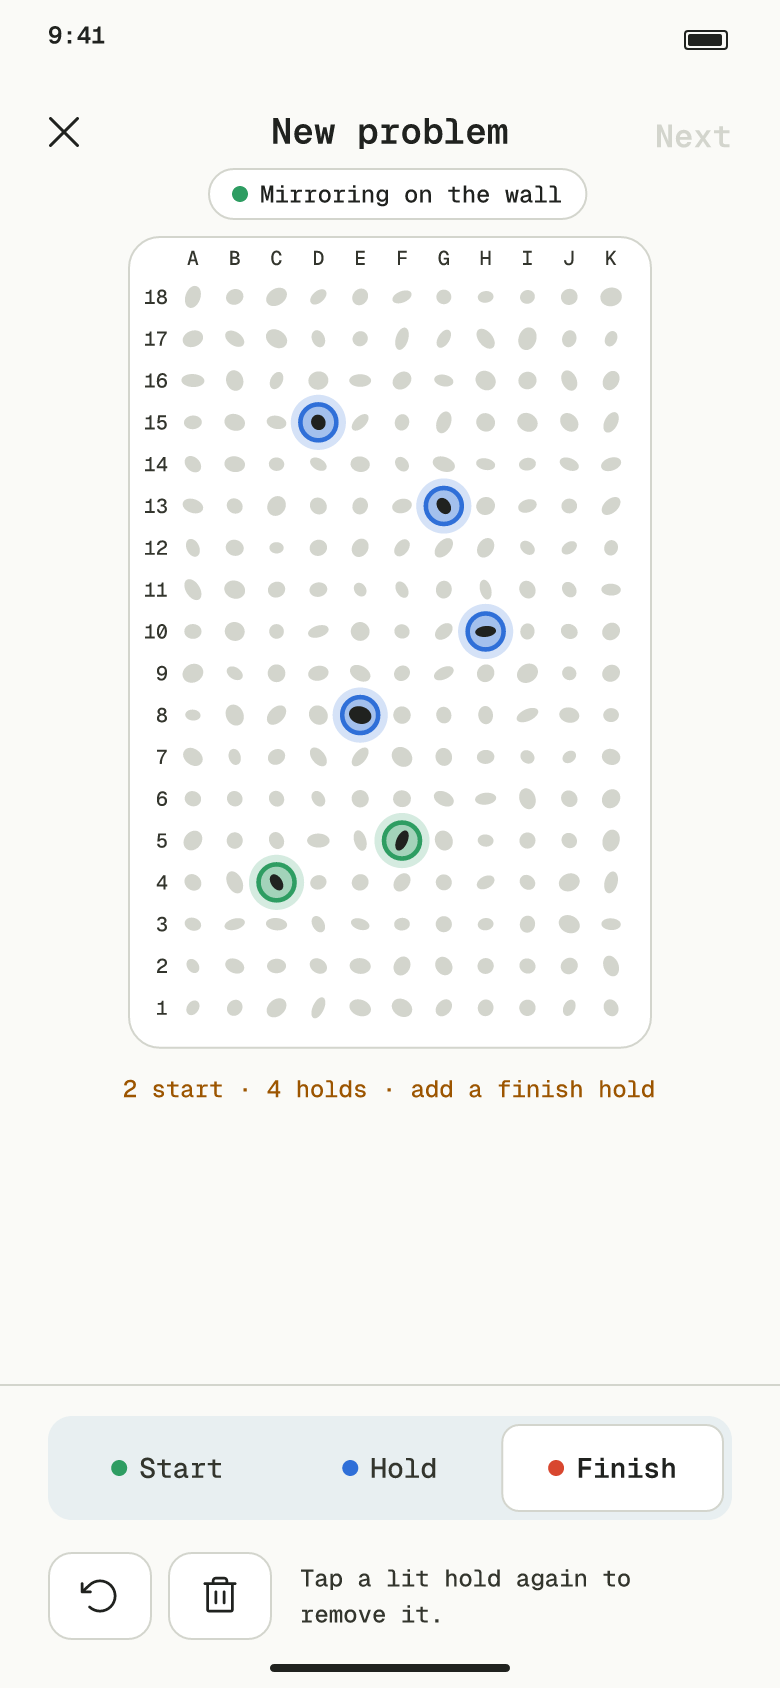 9:41
New problem
Next
Mirroring on the wall
A B C D E F G H I J K
18
17
16
15
14
13
12
11
10
9
8
7
6
5
4
3
2
1
2 start · 4 holds · add a finish hold
Start Hold Finish
Tap a lit hold again to
remove it.